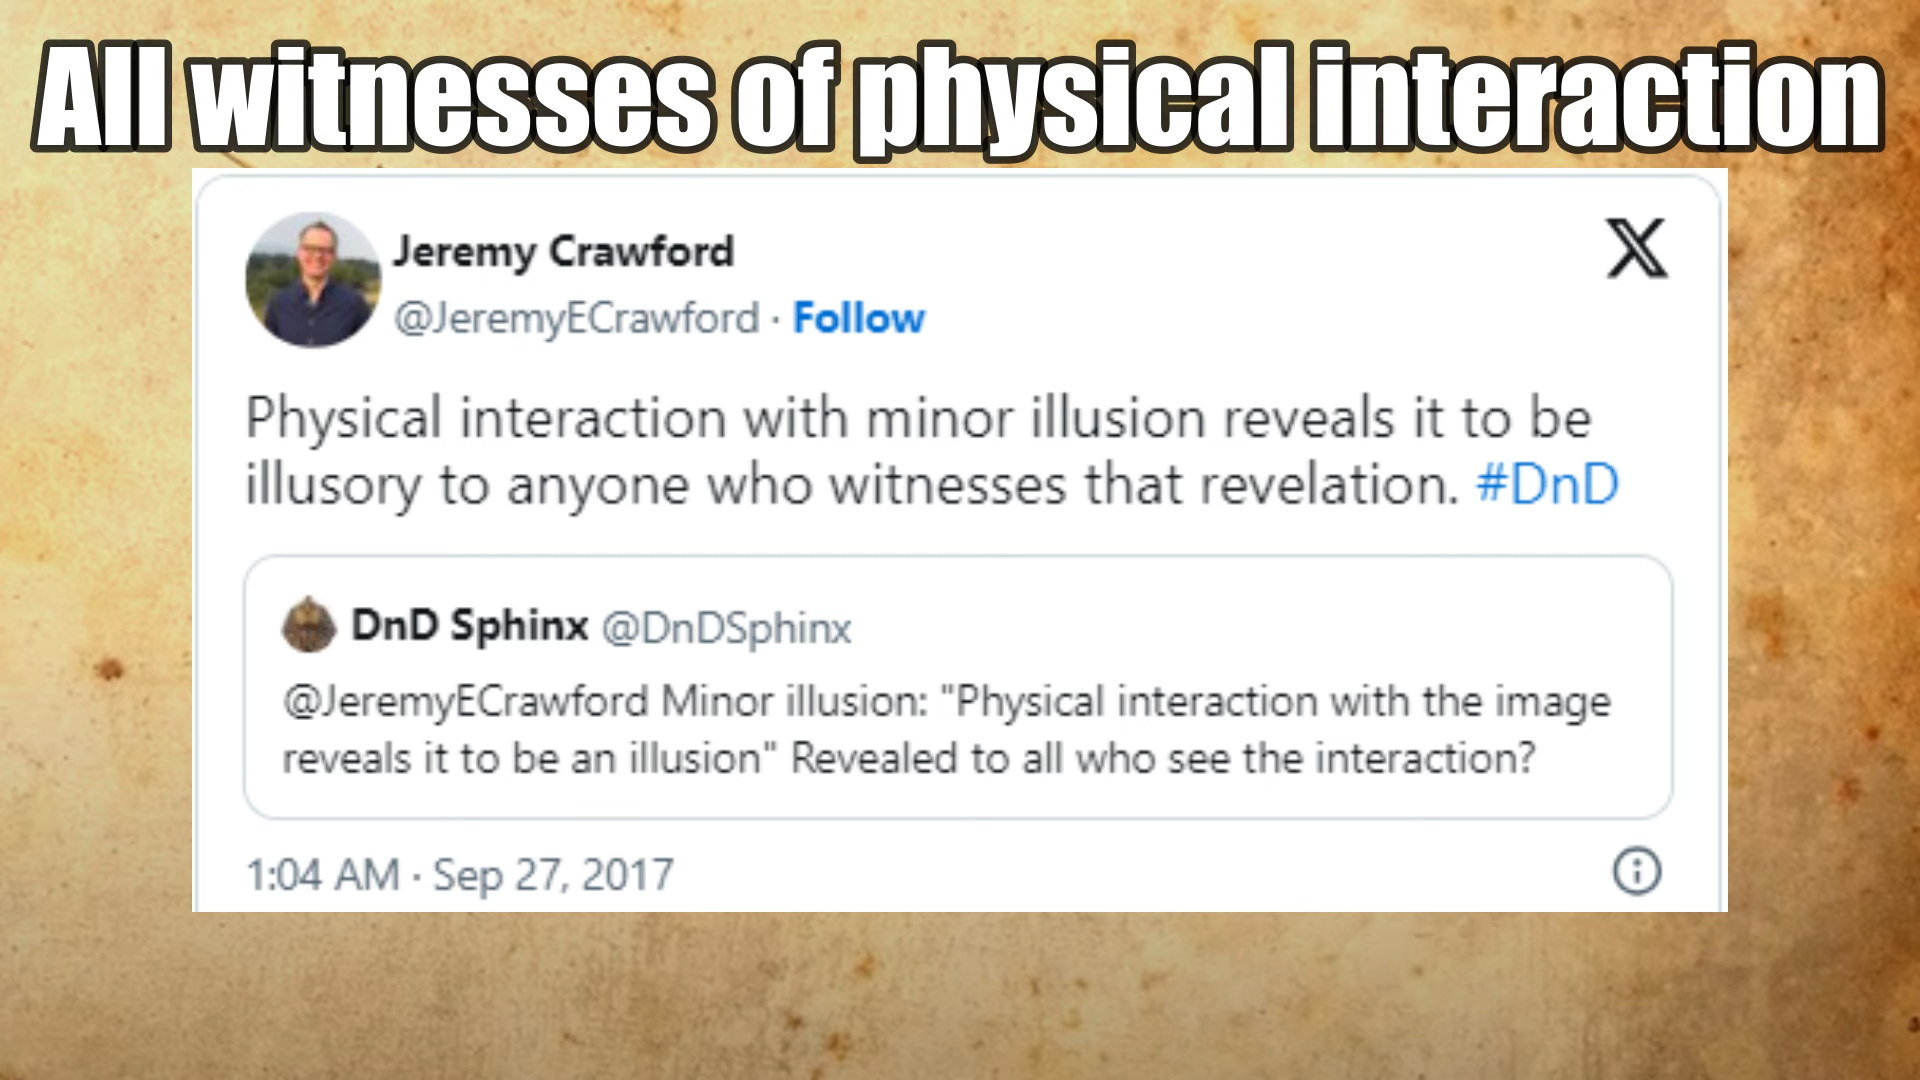 All witnesses of physical interaction
Jeremy Crawford
@JeremyECrawford · Follow
Physical interaction with minor illusion reveals it to be
illusory to anyone who witnesses that revelation. #DnD
DnD Sphinx @DnDSphinx
@JeremyECrawford Minor illusion: "Physical interaction with the image
reveals it to be an illusion" Revealed to all who see the interaction?
1:04 AM · Sep 27, 2017